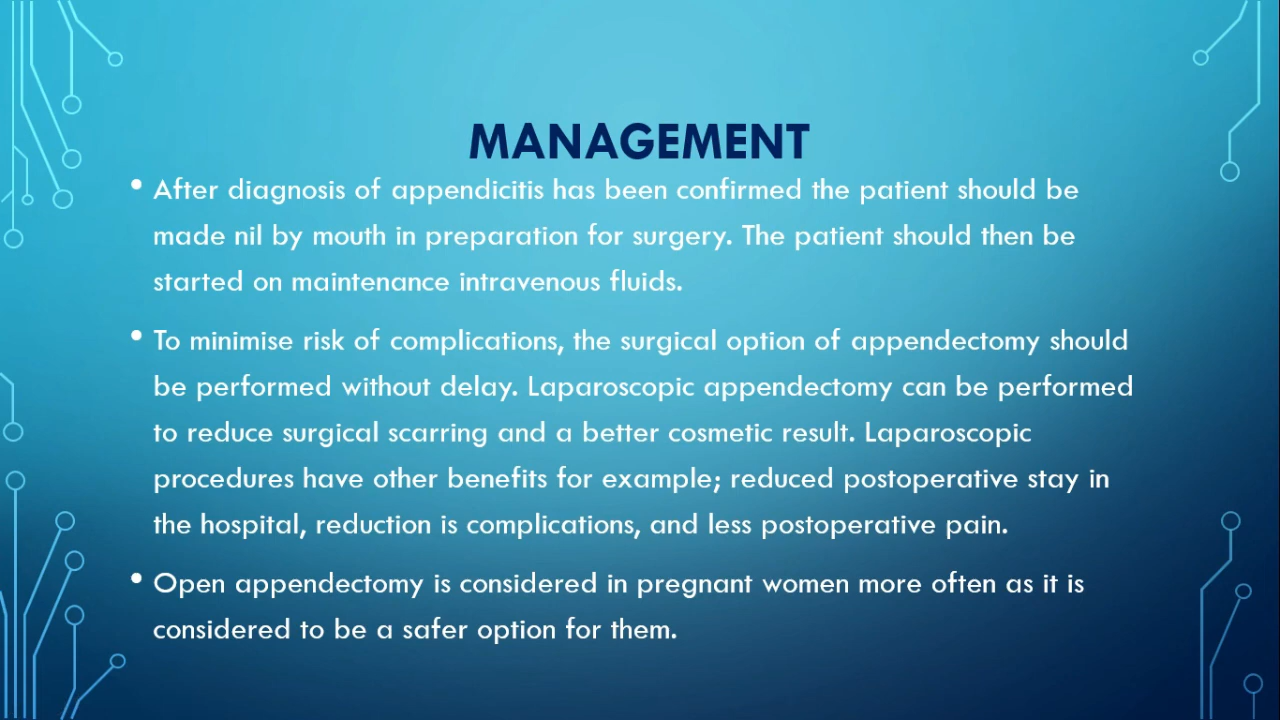 MANAGEMENT
• After diagnosis of appendicitis has been confirmed the patient should be
made nil by mouth in preparation for surgery. The patient should then be
started on maintenance intravenous fluids.
• To minimise risk of complications, the surgical option of appendectomy should
be performed without delay. Laparoscopic appendectomy can be performed
to reduce surgical scarring and a better cosmetic result. Laparoscopic
procedures have other benefits for example; reduced postoperative stay in
the hospital, reduction is complications, and less postoperative pain.
• Open appendectomy is considered in pregnant women more often as it is
considered to be a safer option for them.